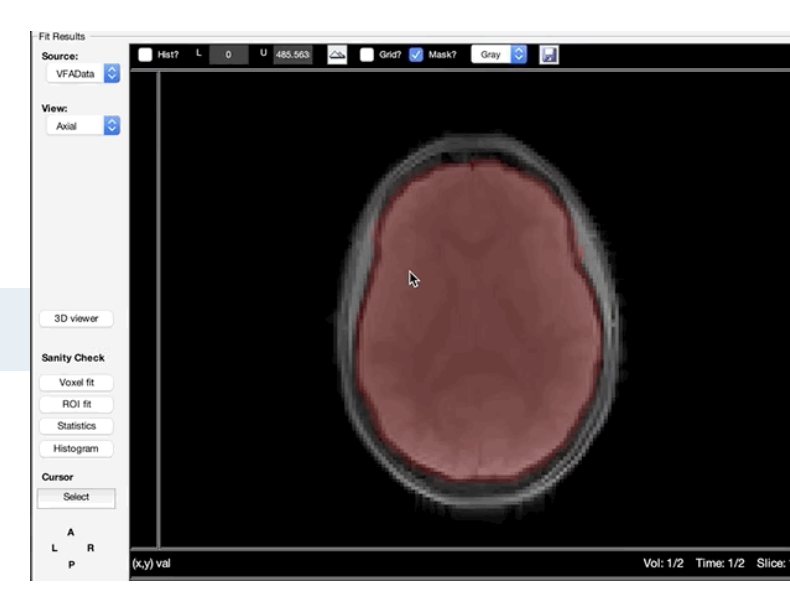 Fit Results
Source:
VFAData
View:
Axial
3D viewer
Sanity Check
Voxel fit
ROI fit
Statistics
Histogram
Cursor
Select
A
L R
P
Hist? L 0 U 485.563 Grid? Mask? Gray
(x,y) val Vol: 1/2 Time: 1/2 Slice: